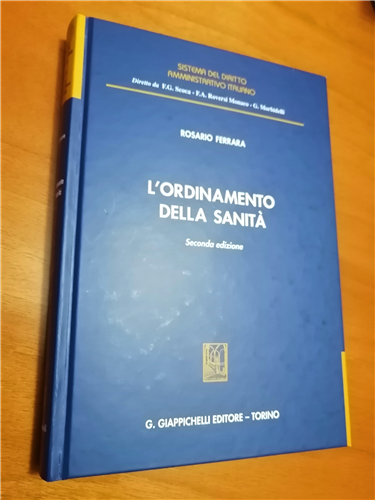 SISTEMA DEL DIRITTO
AMMINISTRATIVO ITALIANO
Diretto da F.G. Scoca - F.A. Roversi Monaco - G. Morbidelli
ROSARIO FERRARA
L'ORDINAMENTO
DELLA SANITÀ
Seconda edizione
G. GIAPPICHELLI EDITORE – TORINO